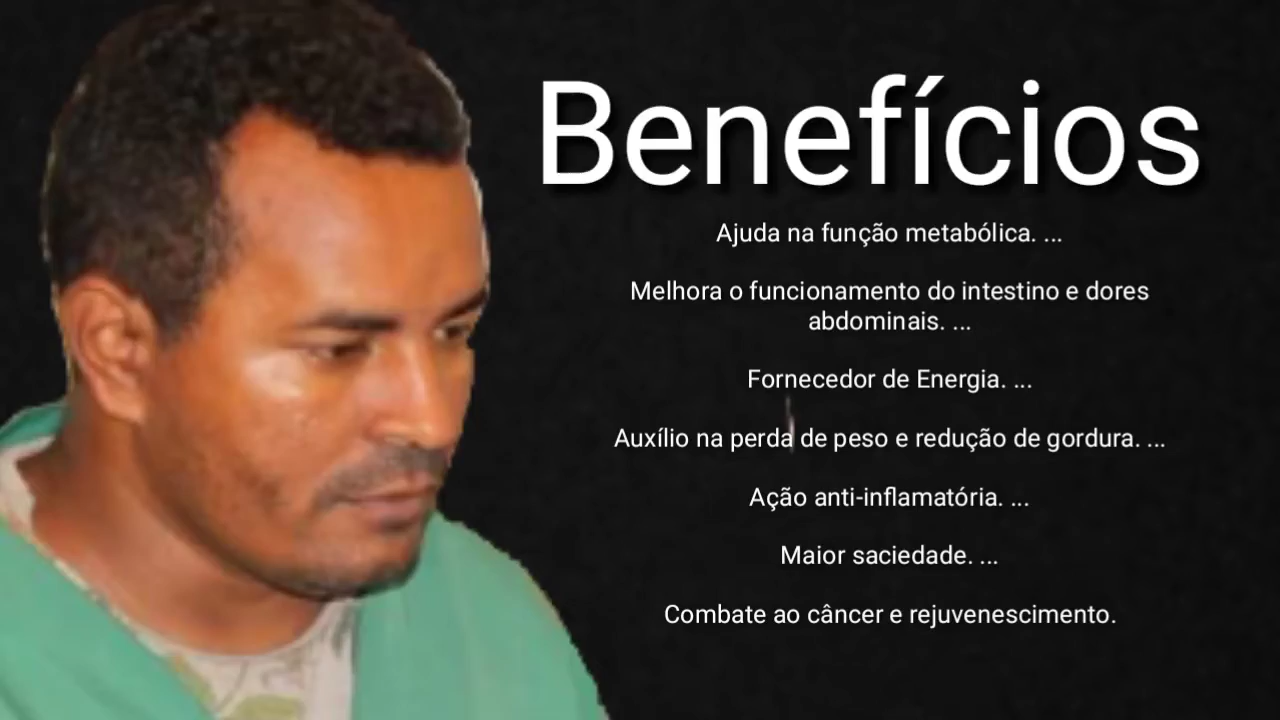 Benefícios
Ajuda na função metabólica. ...
Melhora o funcionamento do intestino e dores
abdominais. ...
Fornecedor de Energia. ...
Auxílio na perda de peso e redução de gordura. ...
Ação anti-inflamatória. ...
Maior saciedade. ...
Combate ao câncer e rejuvenescimento.